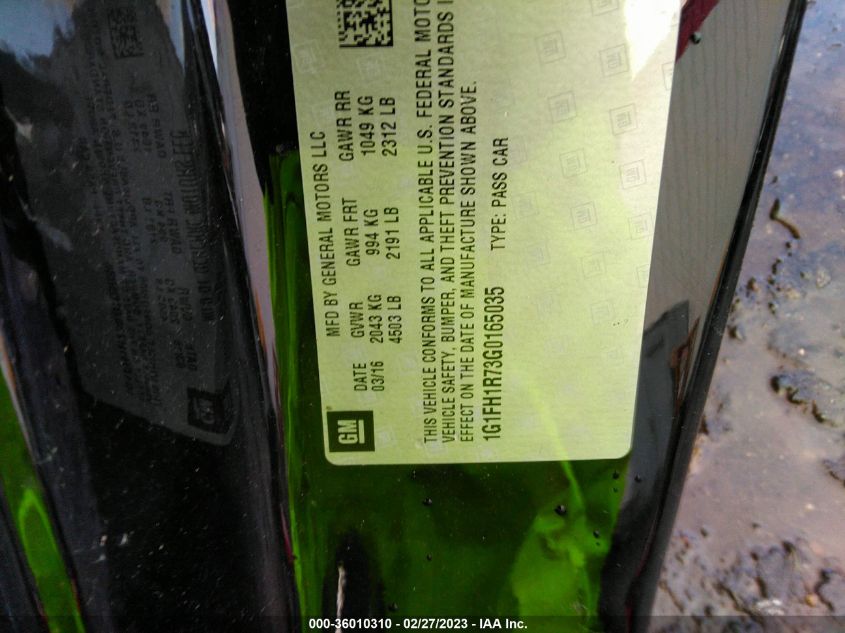 GM
MFD BY GENERAL MOTORS LLC
DATE GVWR GAWR FRT GAWR RR
03/16 2043 KG 994 KG 1049 KG
4503 LB 2191 LB 2312 LB
THIS VEHICLE CONFORMS TO ALL APPLICABLE U.S. FEDERAL
VEHICLE SAFETY, BUMPER, AND THEFT PREVENTION STANDARDS
EFFECT ON THE DATE OF MANUFACTURE SHOWN ABOVE.
1G1FH1R73G0165035 TYPE: PASS CAR
000-36010310 - 02/27/2023 - IAA Inc.